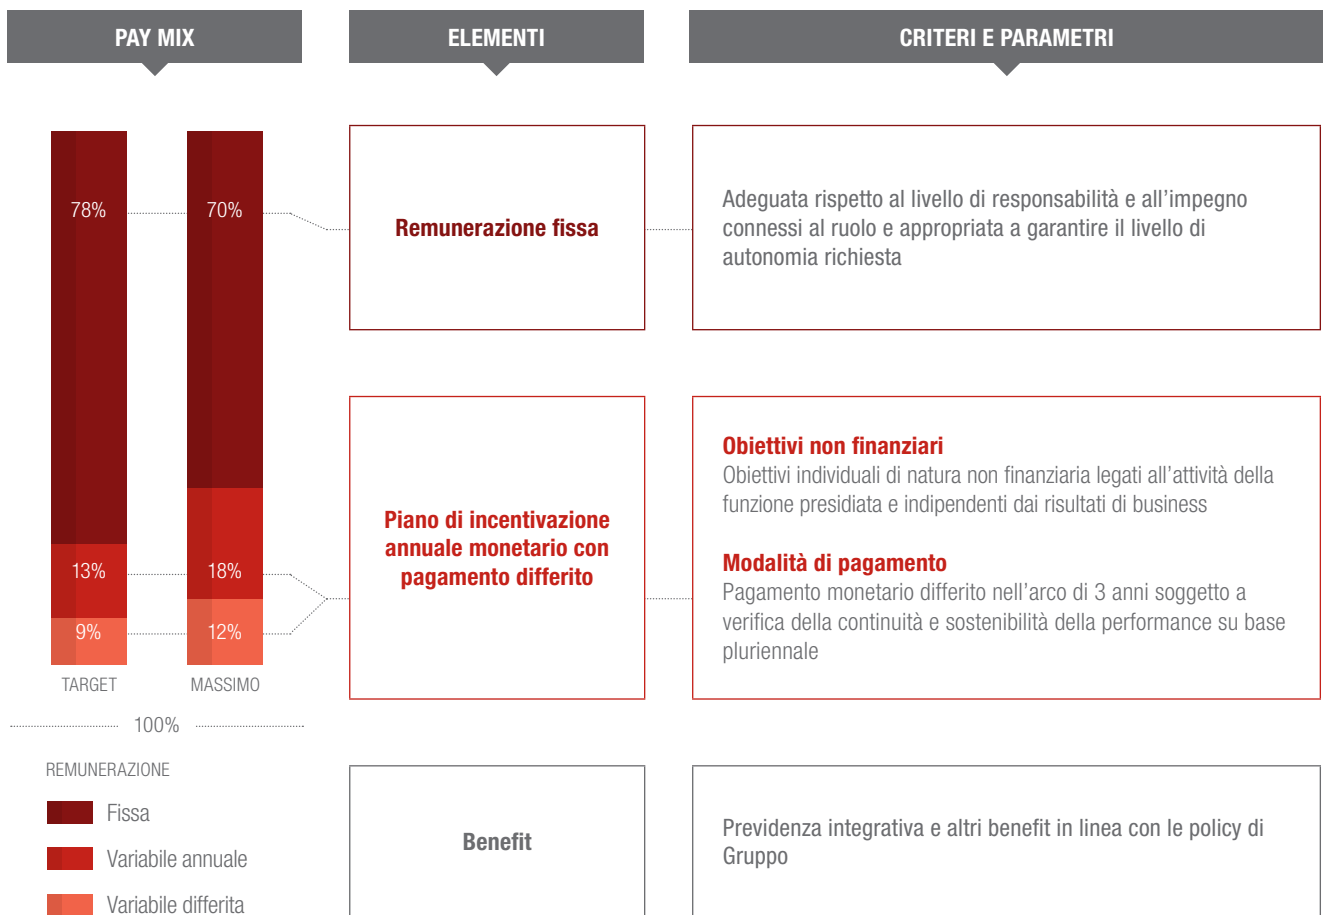 PAY MIX
ELEMENTI
CRITERI E PARAMETRI
78%
70%
Remunerazione fissa
Adeguata rispetto al livello di responsabilità e all'impegno
connessi al ruolo e appropriata a garantire il livello di
autonomia richiesta
13%
18%
9%
12%
TARGET
MASSIMO
100%
Piano di incentivazione
annuale monetario con
pagamento differito
Obiettivi non finanziari
Obiettivi individuali di natura non finanziaria legati all'attività della
funzione presidiata e indipendenti dai risultati di business
Modalità di pagamento
Pagamento monetario differito nell'arco di 3 anni soggetto a
verifica della continuità e sostenibilità della performance su base
pluriennale
REMUNERAZIONE
Fissa
Variabile annuale
Variabile differita
Benefit
Previdenza integrativa e altri benefit in linea con le policy di
Gruppo